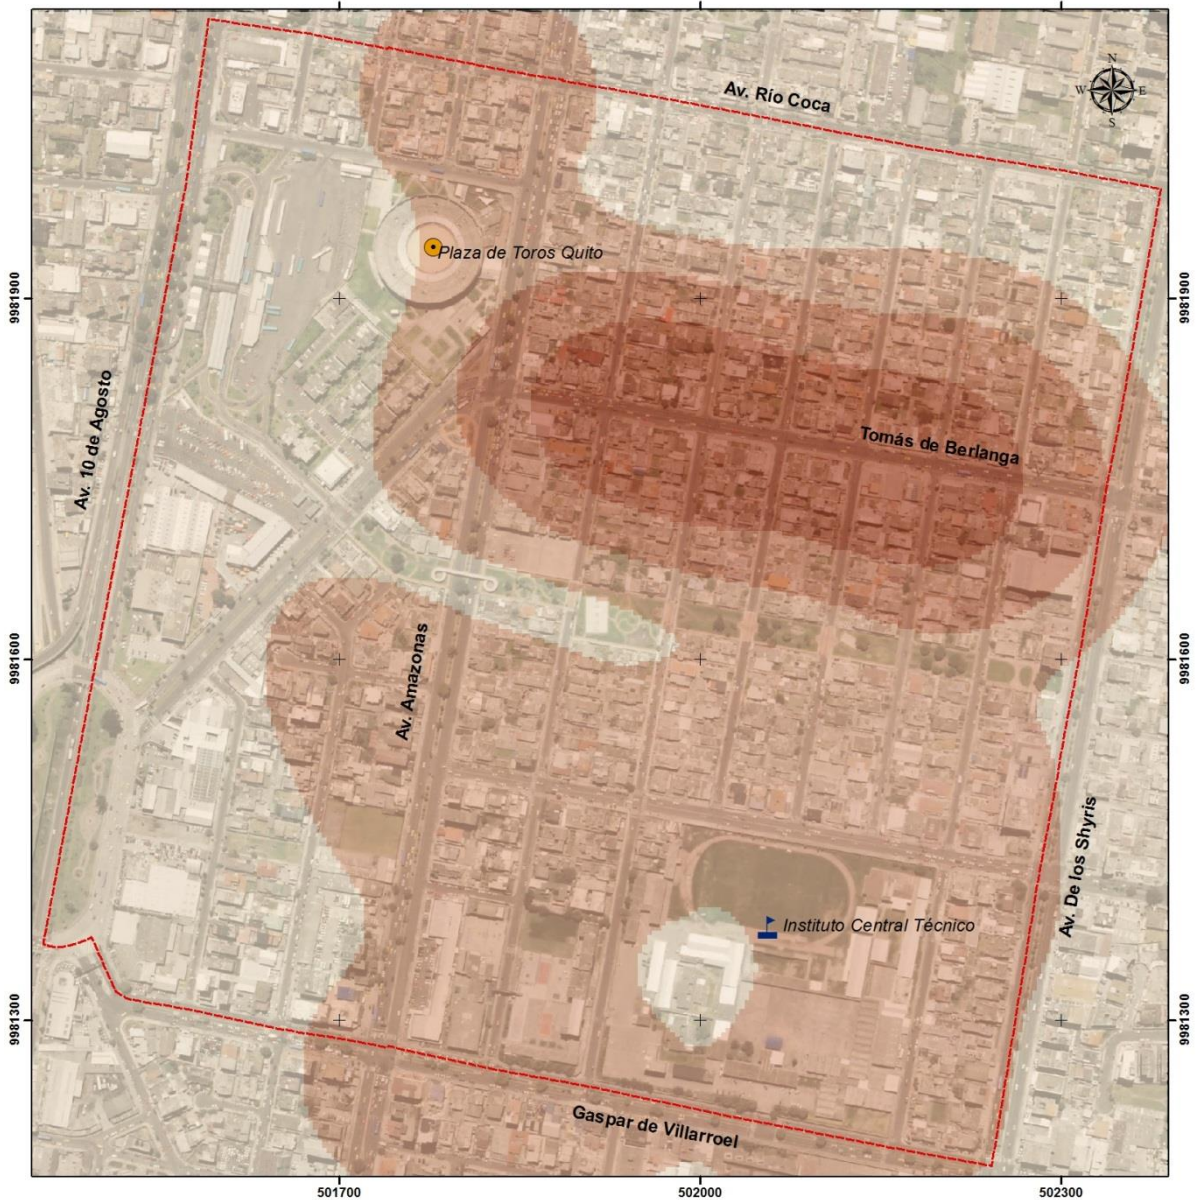 N
W E
S
Av. Río Coca
Plaza de Toros Quito
9981900
9981900
Av. 10 de Agosto
Tomás de Berlanga
9981600
9981600
Av. Amazonas
Av. De los Shyris
Instituto Central Técnico
9981300
9981300
Gaspar de Villarroel
501700
502000
502300